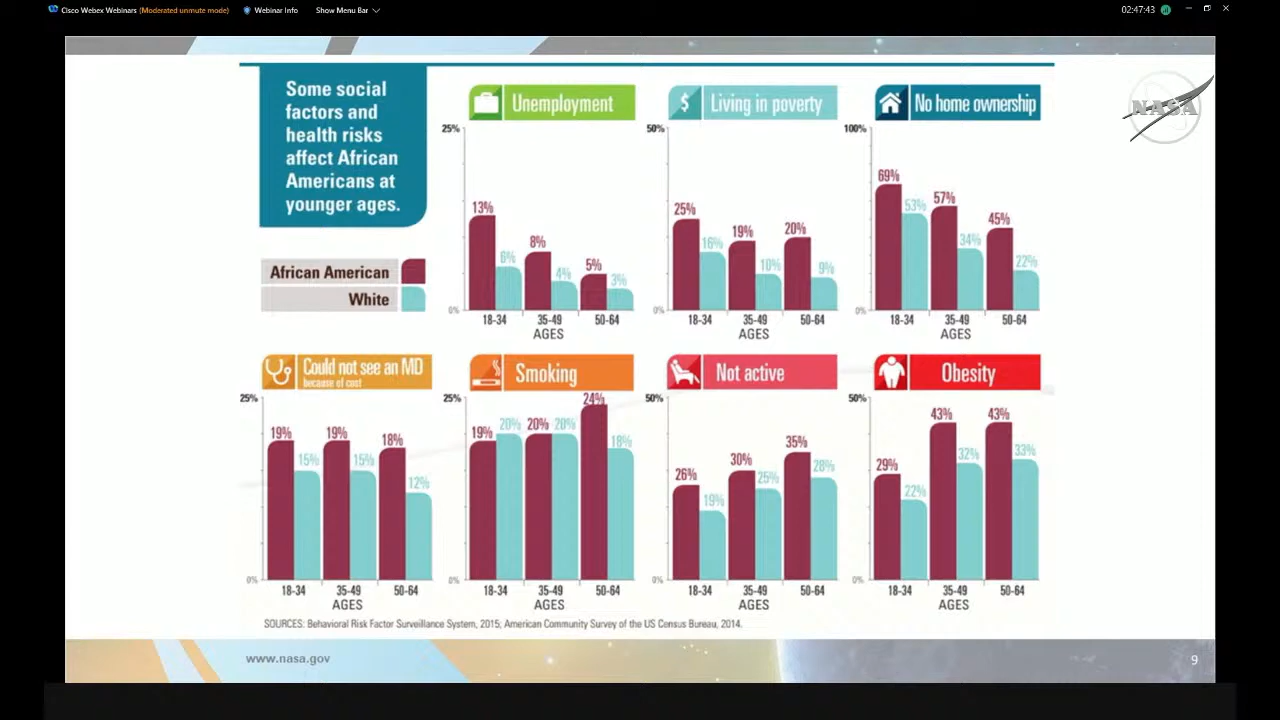 Cisco Webex Webinars (Moderated unmute mode) Webinar Info Show Menu Bar 02:47:43
Some social
factors and
health risks
affect African
Americans at
younger ages.
African American
White
Unemployment
25%
13% 6% 8% 4% 5% 3%
0%
18-34 35-49 50-64
AGES
Living in poverty
50%
25% 16% 19% 10% 20% 9%
0%
18-34 35-49 50-64
AGES
No home ownership
100%
69% 53% 57% 34% 45% 22%
0%
18-34 35-49 50-64
AGES
NASA
Could not see an MD
because of cost
25%
19% 15% 19% 15% 18% 12%
0%
18-34 35-49 50-64
AGES
Smoking
25%
19% 20% 20% 20% 24% 18%
0%
18-34 35-49 50-64
AGES
Not active
50%
26% 19% 30% 25% 35% 28%
0%
18-34 35-49 50-64
AGES
Obesity
50%
29% 22% 43% 32% 43% 33%
0%
18-34 35-49 50-64
AGES
SOURCES: Behavioral Risk Factor Surveillance System, 2015; American Community Survey of the US Census Bureau, 2014.
www.nasa.gov
9